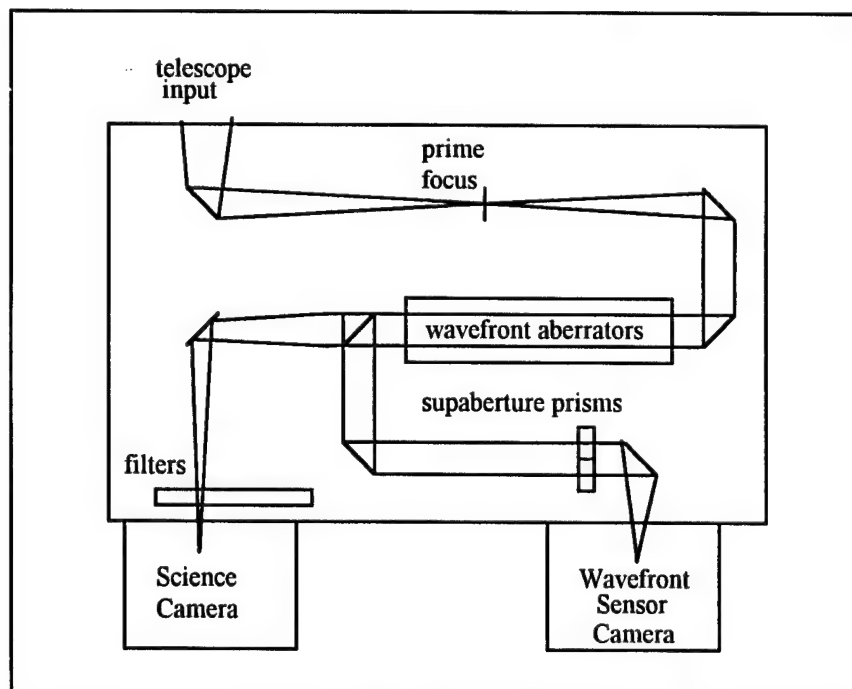 telescope
input
prime
focus
wavefront aberrators
supaberture prisms
filters
Science
Camera
Wavefront
Sensor
Camera